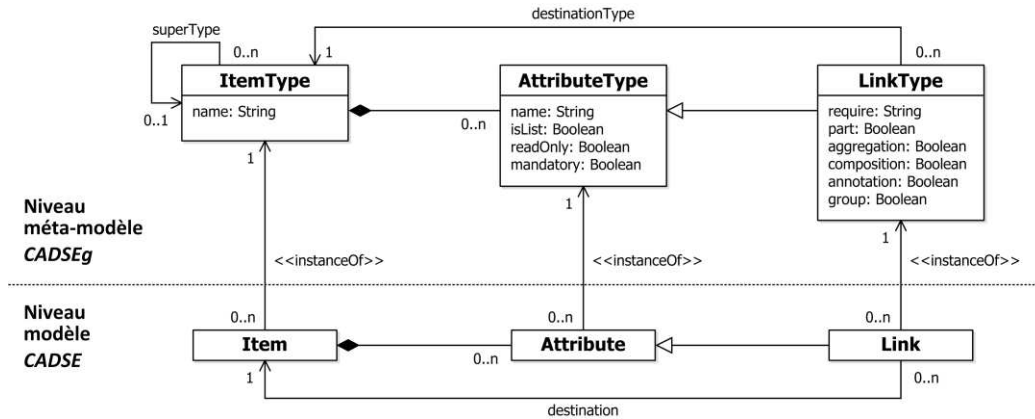 destinationType
superType
0..n
1
0..n
ItemType
AttributeType
LinkType
name: String
0..1
0..n
name: String
isList: Boolean
readOnly: Boolean
mandatory: Boolean
require: String
part: Boolean
aggregation: Boolean
composition: Boolean
annotation: Boolean
group: Boolean
1
1
1
Niveau
méta-modèle
CADSEg
<<instanceOf>>
<<instanceOf>>
<<instanceOf>>
Niveau
modèle
CADSE
0..n
0..n
0..n
Item
Attribute
Link
0..n
1
0..n
destination